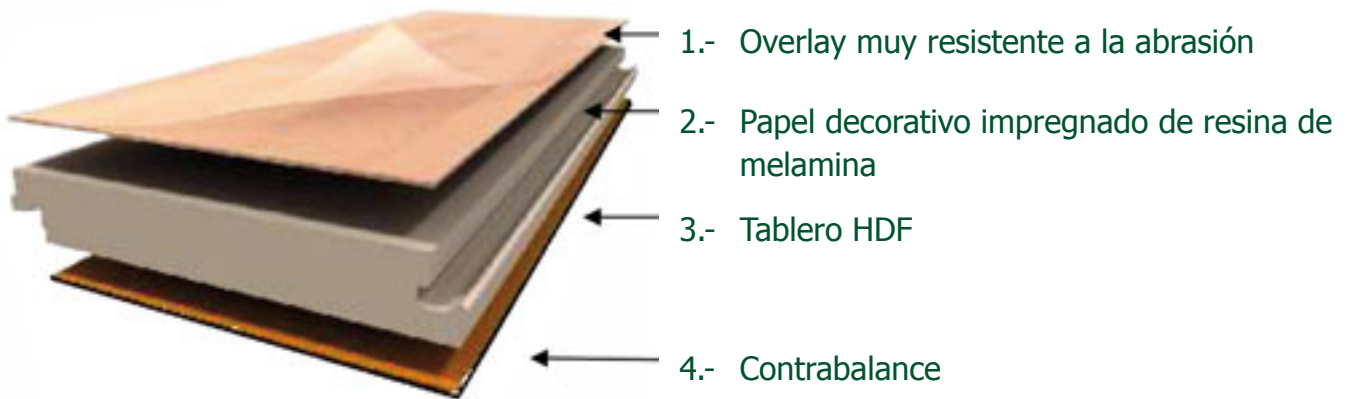 1.- Overlay muy resistente a la abrasión
2.- Papel decorativo impregnado de resina de
melamina
3.- Tablero HDF
4.- Contrabalance